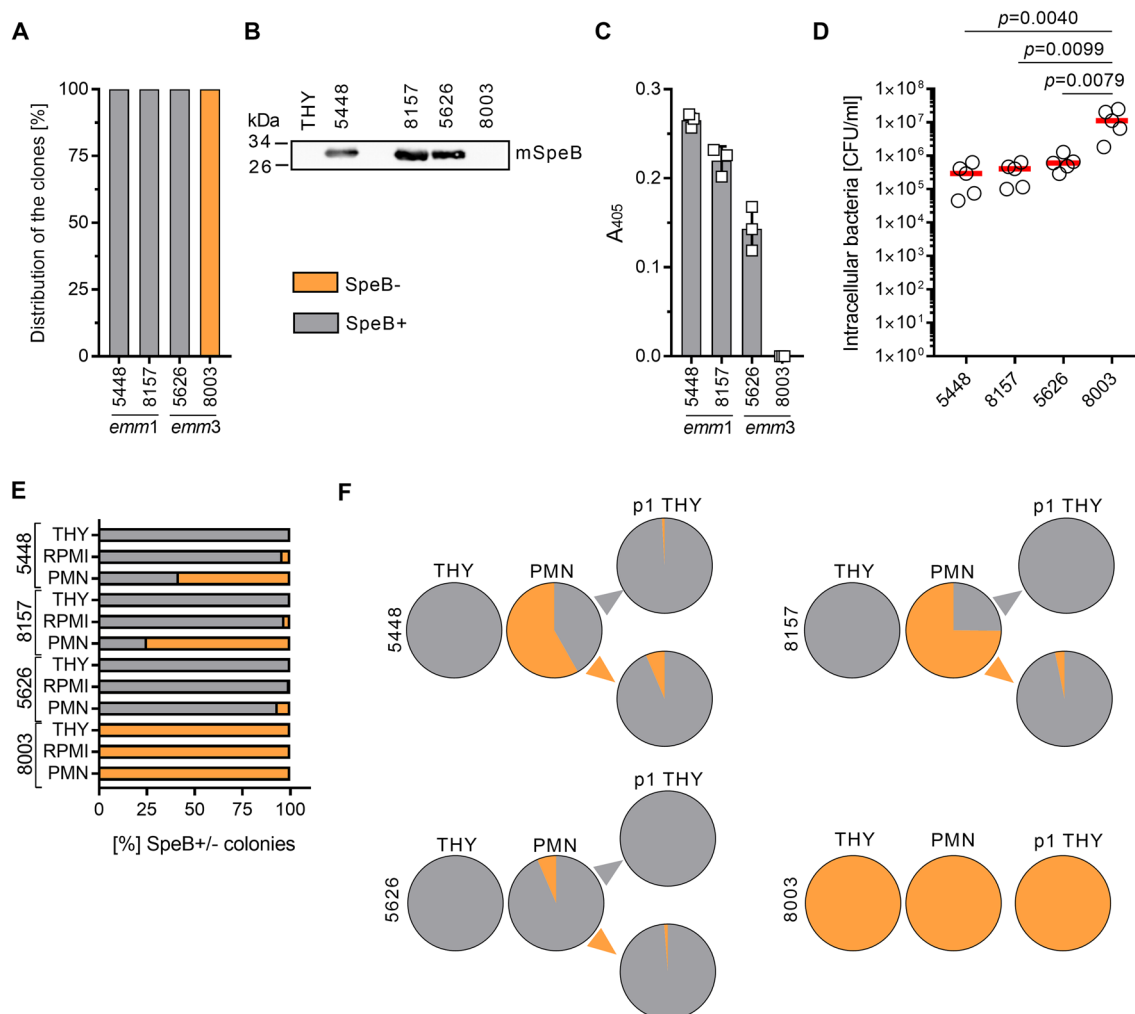 A
Distribution of the clones [%]
100
75
50
25
0
5448
8157
5626
8003
emm1
emm3
B
kDa
THY
5448
8157
5626
8003
34
26
mSpeB
SpeB-
SpeB+
C
A405
0.3
0.2
0.1
0.0
5448
8157
5626
8003
emm1
emm3
D
p=0.0040
p=0.0099
p=0.0079
Intracellular bacteria [CFU/ml]
1×10⁸
1×10⁷
1×10⁶
1×10⁵
1×10⁴
1×10³
1×10²
1×10¹
1×10⁰
5448
8157
5626
8003
E
5448
THY
RPMI
PMN
8157
THY
RPMI
PMN
5626
THY
RPMI
PMN
8003
THY
RPMI
PMN
0
25
50
75
100
[%] SpeB+/- colonies
F
5448
THY
PMN
p1 THY
8157
THY
PMN
p1 THY
5626
THY
PMN
p1 THY
8003
THY
PMN
p1 THY